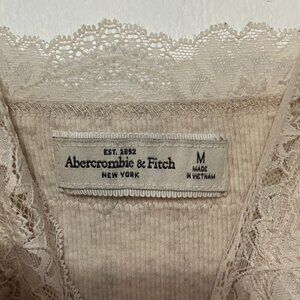 EST. 1892
Abercrombie & Fitch
NEW YORK
M
MADE
IN VIETNAM